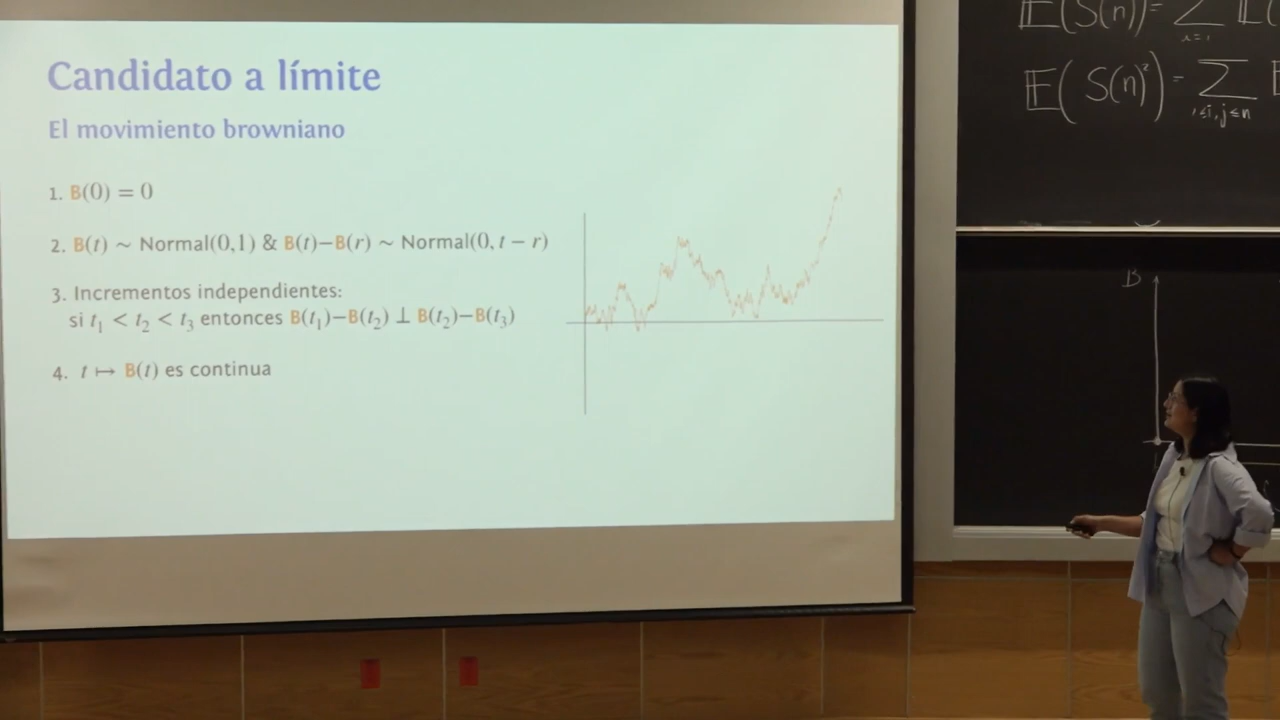 Candidato a límite
El movimiento browniano
1. B(0) = 0
2. B(t) ~ Normal(0,1) & B(t)−B(r) ~ Normal(0, t − r)
3. Incrementos independientes:
si t₁ < t₂ < t₃ entonces B(t₁)−B(t₂) ⊥ B(t₂)−B(t₃)
4. t ↦ B(t) es continua
𝔼(S(n)) = Σ
𝔼( S(n)²) = Σ
1≤i,j≤n
B